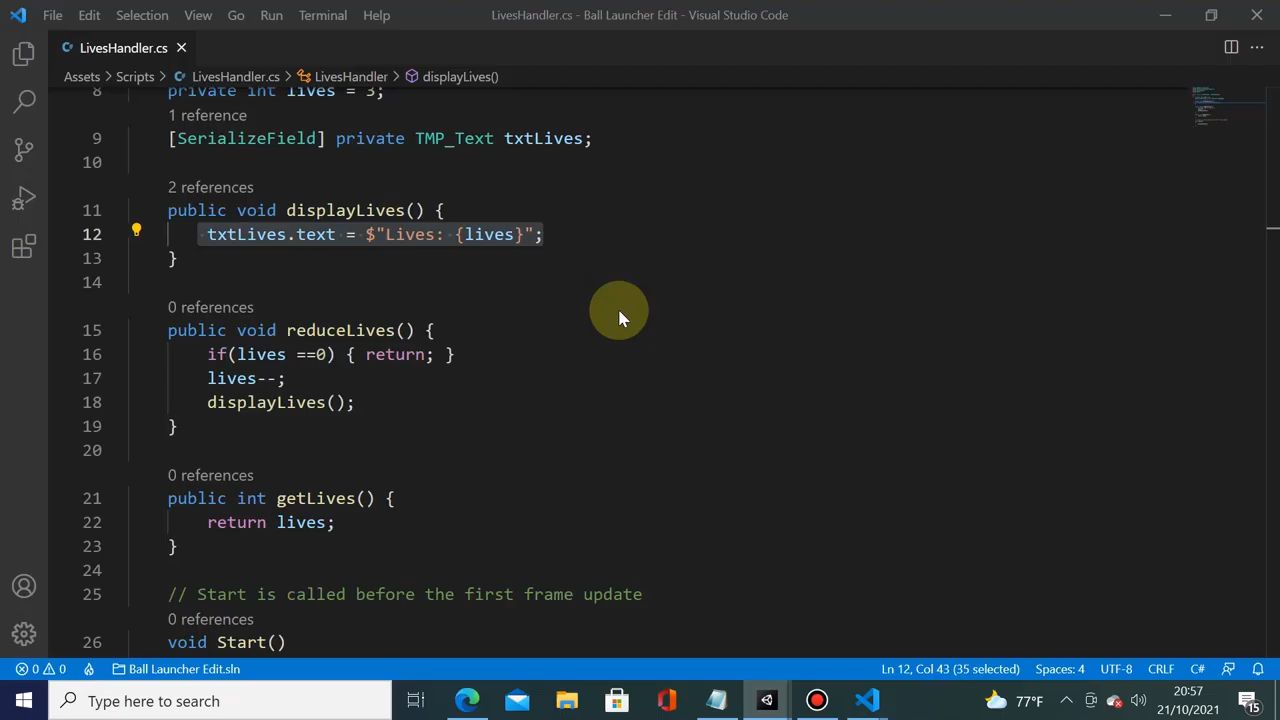 File Edit Selection View Go Run Terminal Help LivesHandler.cs - Ball Launcher Edit - Visual Studio Code
LivesHandler.cs
Assets > Scripts > LivesHandler.cs > LivesHandler > displayLives()
8 private int lives = 3;
1 reference
9 [SerializeField] private TMP_Text txtLives;
10
2 references
11 public void displayLives() {
12 txtLives.text = $"Lives: {lives}";
13 }
14
0 references
15 public void reduceLives() {
16 if(lives ==0) { return; }
17 lives--;
18 displayLives();
19 }
20
0 references
21 public int getLives() {
22 return lives;
23 }
24
25 // Start is called before the first frame update
0 references
26 void Start()
0 0 Ball Launcher Edit.sln Ln 12, Col 43 (35 selected) Spaces: 4 UTF-8 CRLF C#
Type here to search 77°F 20:57
21/10/2021 15